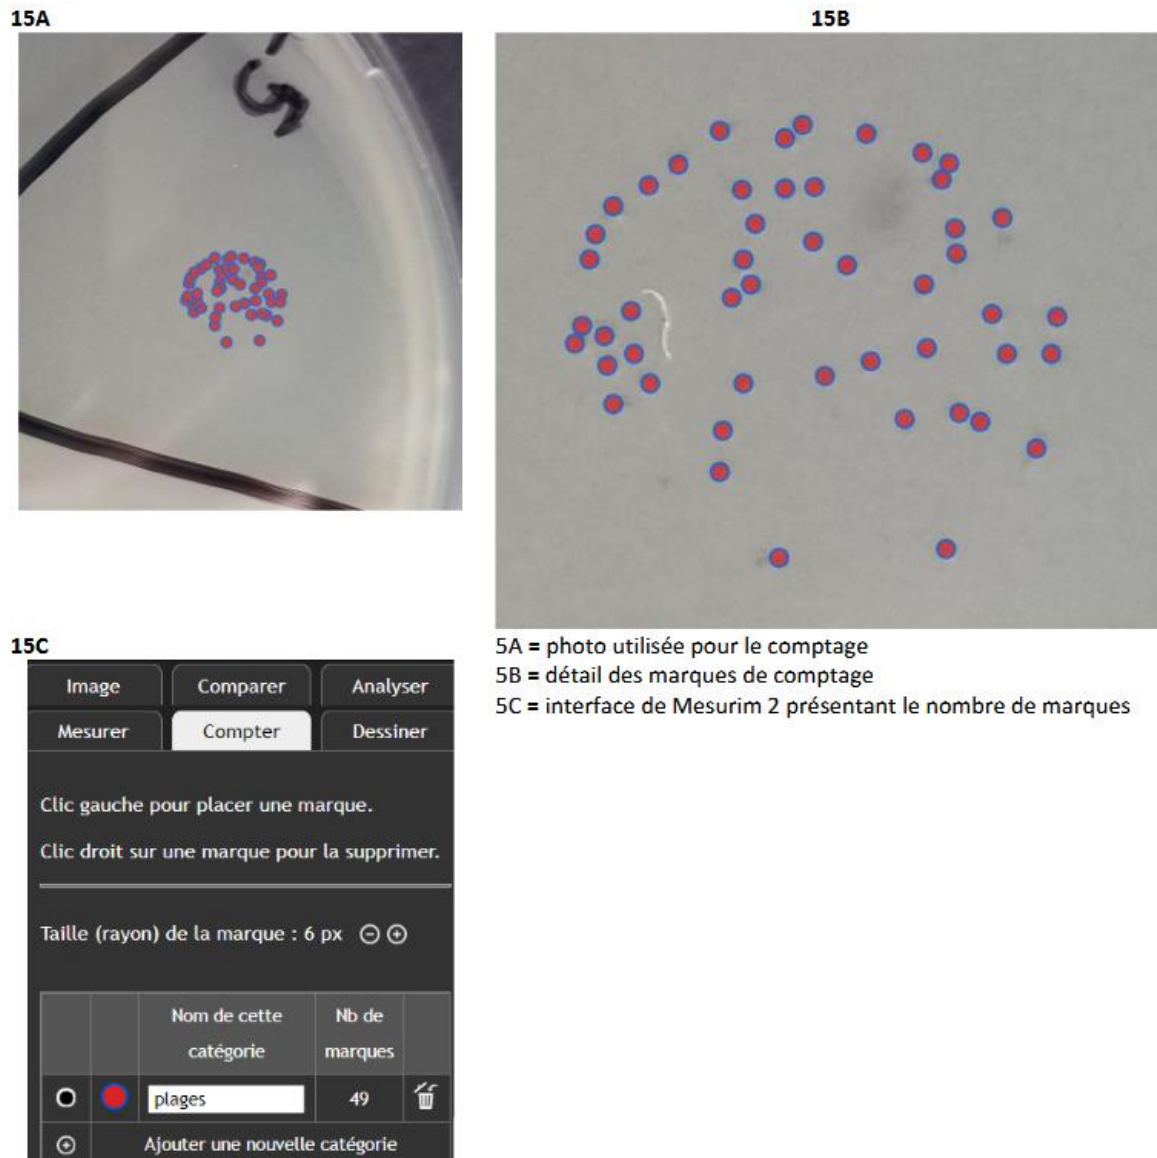 15A
15B
5A = photo utilisée pour le comptage
5B = détail des marques de comptage
5C = interface de Mesurim 2 présentant le nombre de marques
15C
Image Comparer Analyser
Mesurer Compter Dessiner
Clic gauche pour placer une marque.
Clic droit sur une marque pour la supprimer.
Taille (rayon) de la marque : 6 px
Nom de cette catégorie
Nb de marques
plages 49
Ajouter une nouvelle catégorie